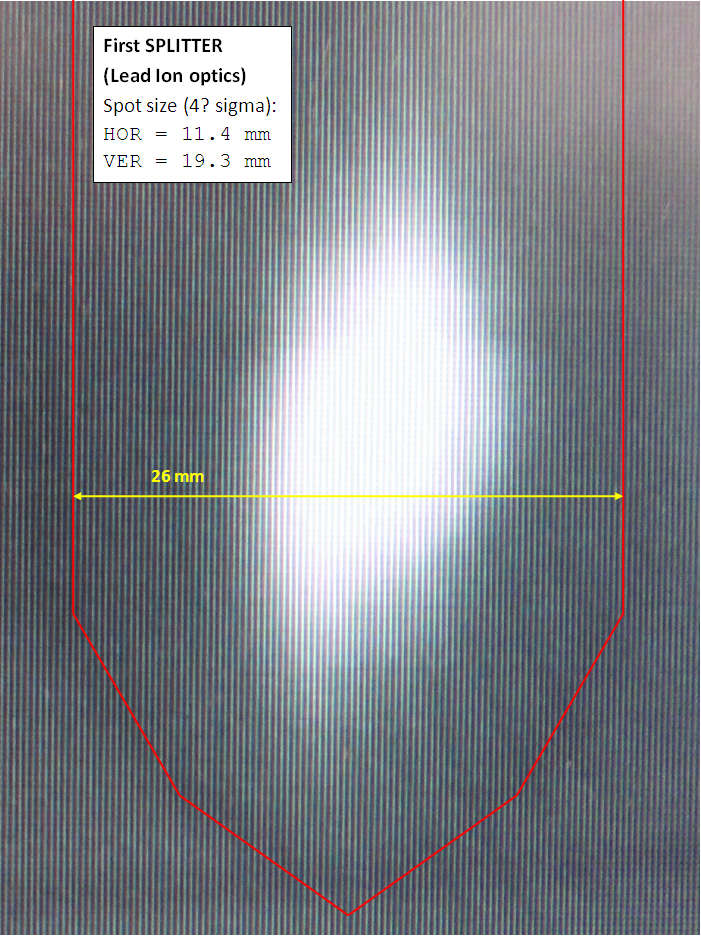 First SPLITTER
(Lead Ion optics)
Spot size (4? sigma):
HOR = 11.4 mm
VER = 19.3 mm
26 mm